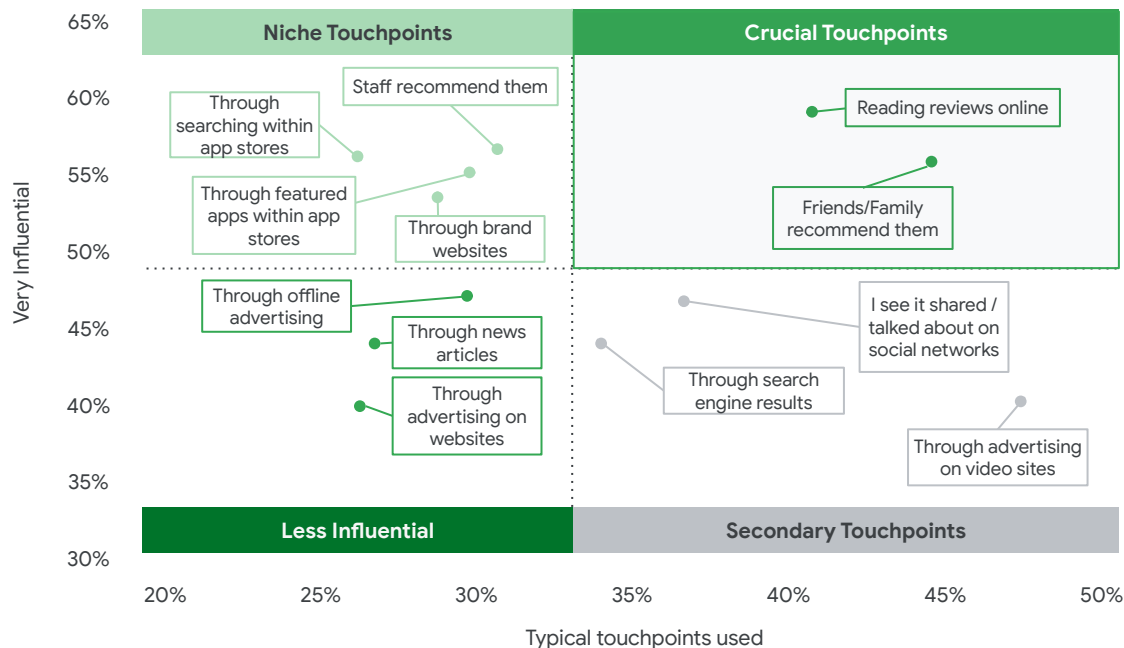 65%
Niche Touchpoints
Crucial Touchpoints
60%
Through
searching within
app stores
Staff recommend them
Reading reviews online
55%
Through featured
apps within app
stores
Through brand
websites
Friends/Family
recommend them
50%
Very Influential
Through offline
advertising
45%
Through news
articles
I see it shared /
talked about on
social networks
40%
Through
advertising on
websites
Through search
engine results
Through advertising
on video sites
35%
Less Influential
Secondary Touchpoints
30%
20%
25%
30%
35%
40%
45%
50%
Typical touchpoints used